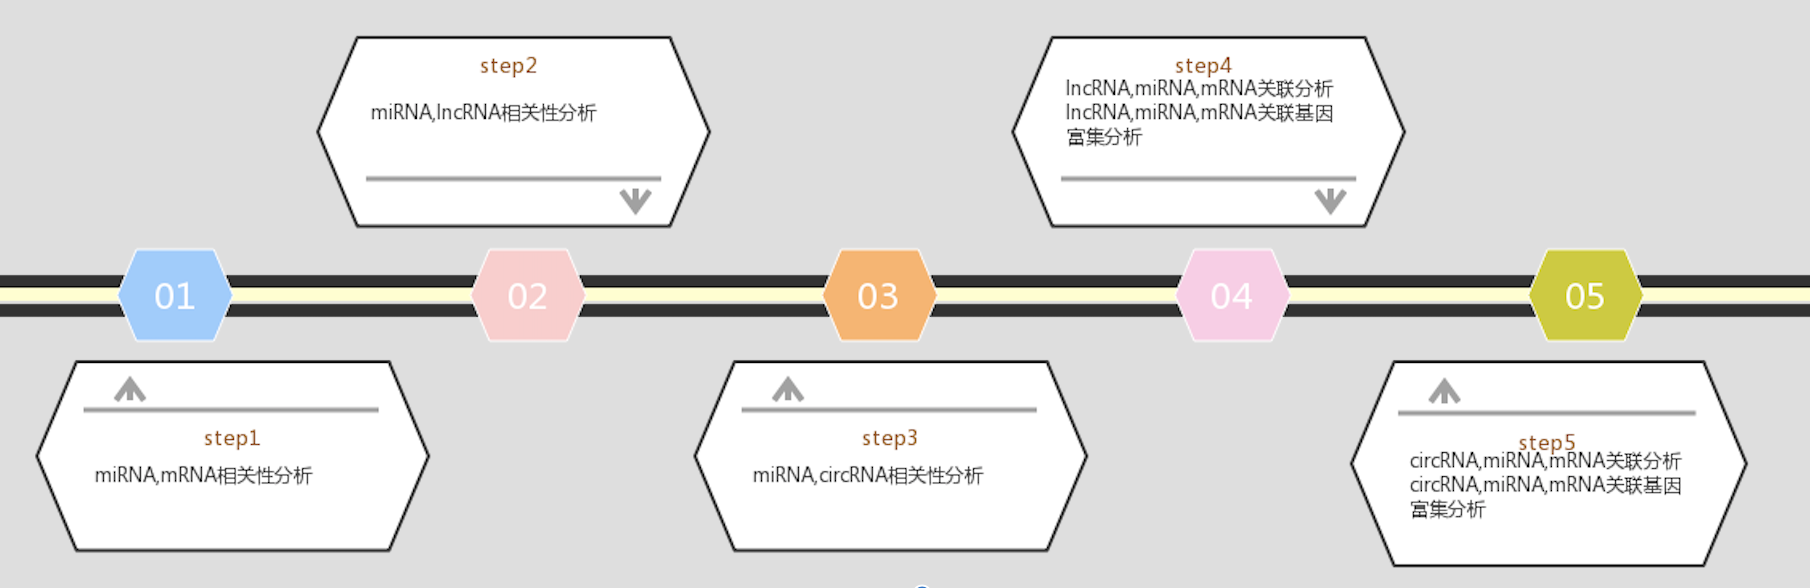 step2
miRNA,lncRNA相关性分析
step4
lncRNA,miRNA,mRNA关联分析
lncRNA,miRNA,mRNA关联基因
富集分析
01
02
03
04
05
step1
miRNA,mRNA相关性分析
step3
miRNA,circRNA相关性分析
step5
circRNA,miRNA,mRNA关联分析
circRNA,miRNA,mRNA关联基因
富集分析